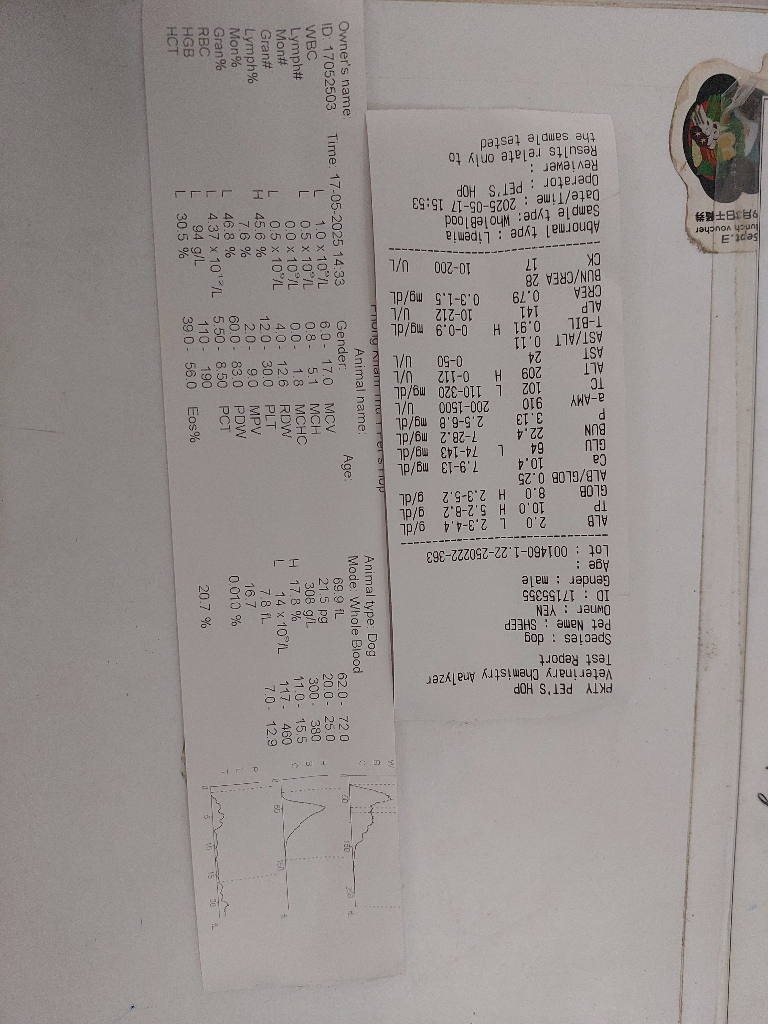 PKTY PET'S HOP
Veterinary Chemistry Analyzer
Test Report
Species : dog
Pet Name : SHEEP
Owner : YEN
ID : 17155355
Gender : male
Age :
Lot : 001460-1.22-250222-363
ALB 2.0 L 2.3-4.4 g/dL
TP 10.0 H 5.2-8.2 g/dL
GLOB 8.0 H 2.3-5.2 g/dL
ALB/GLOB 0.25
Ca 10.4 7.9-13 mg/dL
GLU 64 L 74-143 mg/dL
BUN 22.4 7-28.2 mg/dL
P 3.13 2.5-6.8 mg/dL
a-AMY 910 200-1500 U/L
TC 102 L 110-320 mg/dL
ALT 209 H 0-112 U/L
AST 24 0-50 U/L
AST/ALT 0.11
T-BIL 0.91 H 0-0.9 mg/dL
ALP 141 10-212 U/L
CREA 0.79 0.3-1.5 mg/dL
BUN/CREA 28
CK 17 10-200 U/L
Abnormal type : Lipemia
Sample type: WholeBlood
Date/Time : 2025-05-17 15:53
Operator : PET'S HOP
Reviewer :
Results relate only to
the sample tested
Animal name:
Owner's name: Gender: Age: Animal type: Dog
ID: 17052503 Time: 17-05-2025 14:33 Mode: Whole Blood
WBC L 1.0 x 10⁹/L 6.0 - 17.0 MCV 69.9 fL 62.0 - 72.0
Lymph# L 0.5 x 10⁹/L 0.8 - 5.1 MCH 21.5 pg 20.0 - 25.0
Mon# 0.0 x 10⁹/L 0.0 - 1.8 MCHC 308 g/L 300 - 380
Gran# L 0.5 x 10⁹/L 4.0 - 12.6 RDW H 17.8 % 11.0 - 15.5
Lymph% H 45.6 % 12.0 - 30.0 PLT L 14 x 10⁹/L 117 - 460
Mon% 7.6 % 2.0 - 9.0 MPV 7.8 fL 7.0 - 12.9
Gran% L 46.8 % 60.0 - 83.0 PDW 16.7
RBC L 4.37 x 10¹²/L 5.50 - 8.50 PCT 0.010 %
HGB L 94 g/L 110 - 190
HCT L 30.5 % 39.0 - 56.0 Eos% 20.7 %
Sept.3
lunch voucher